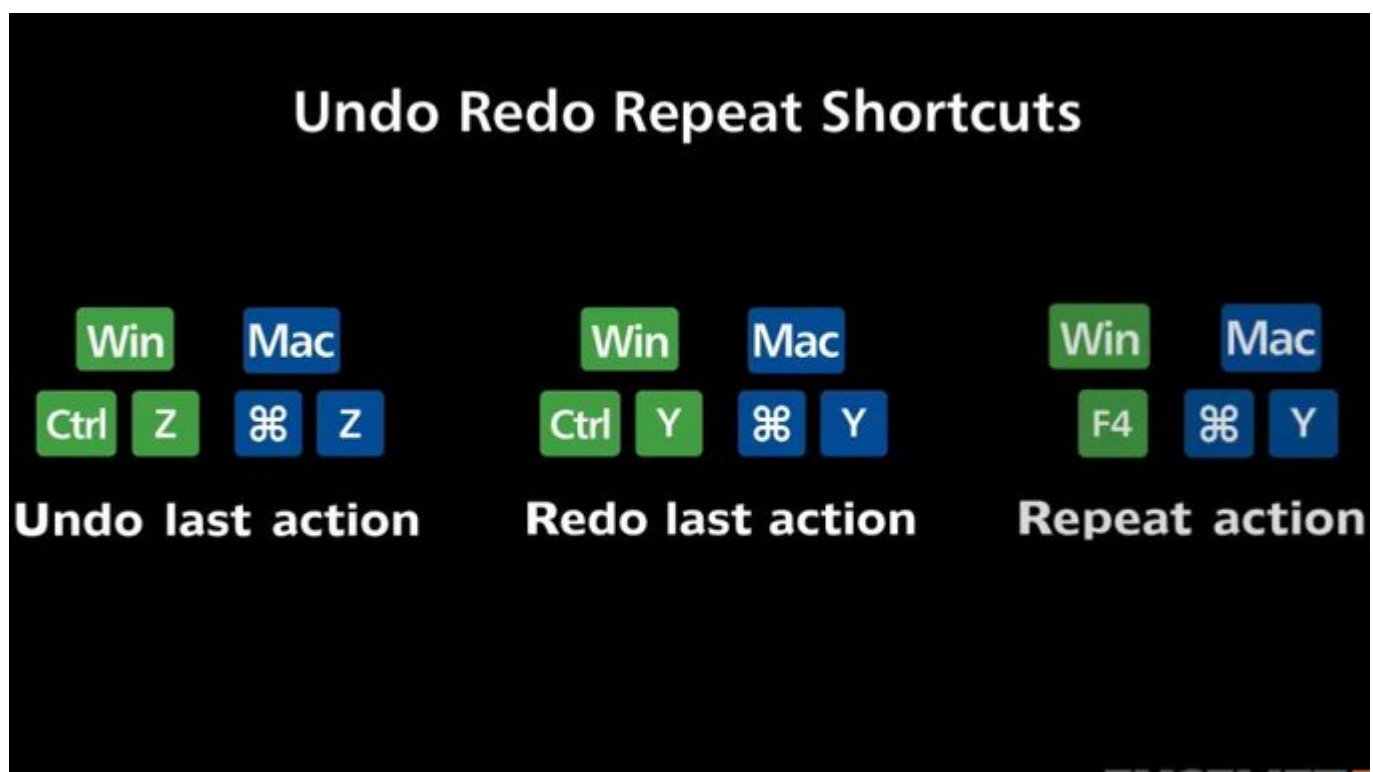 Undo Redo Repeat Shortcuts
Win Mac Win Mac Win Mac
Ctrl Z ⌘ Z Ctrl Y ⌘ Y F4 ⌘ Y
Undo last action Redo last action Repeat action